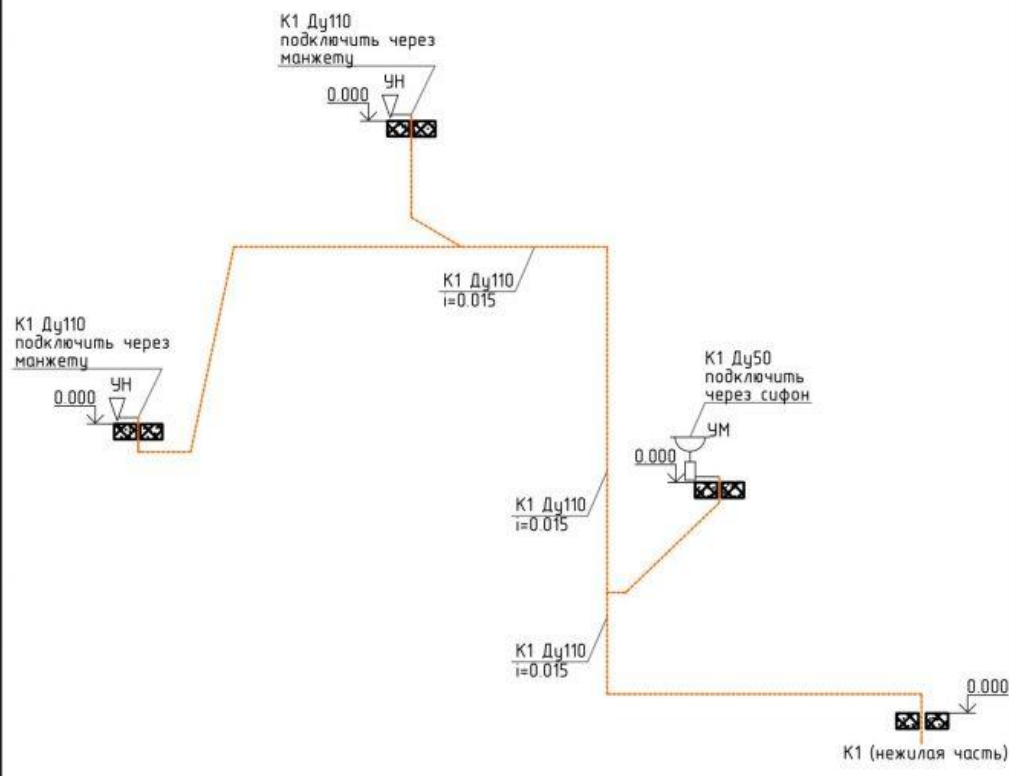 К1 Ду110
подключить через
манжету
УН
0.000
К1 Ду110
i=0.015
К1 Ду110
подключить через
манжету
УН
0.000
К1 Ду50
подключить
через сифон
УМ
0.000
К1 Ду110
i=0.015
К1 Ду110
i=0.015
0.000
К1 (нежилая часть)